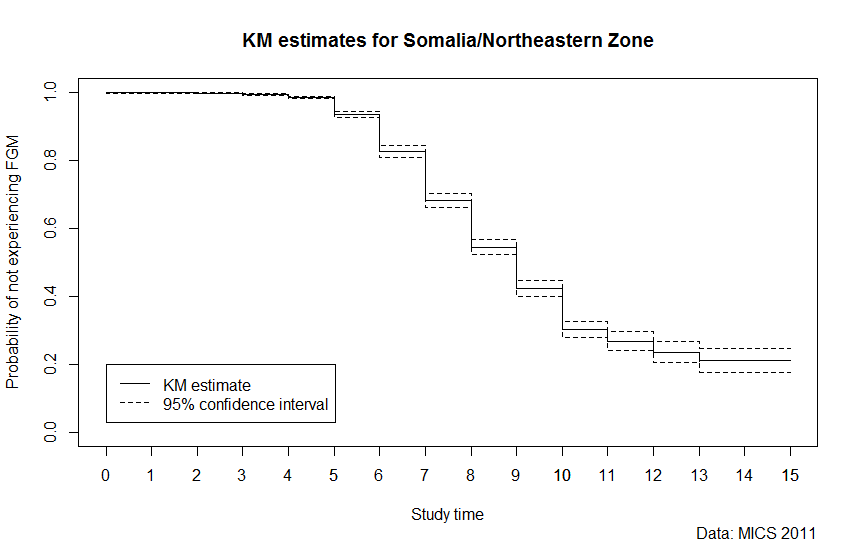 KM estimates for Somalia/Northeastern Zone
Probability of not experiencing FGM
1.0
0.8
0.6
0.4
0.2
0.0
KM estimate
95% confidence interval
0 1 2 3 4 5 6 7 8 9 10 11 12 13 14 15
Study time
Data: MICS 2011